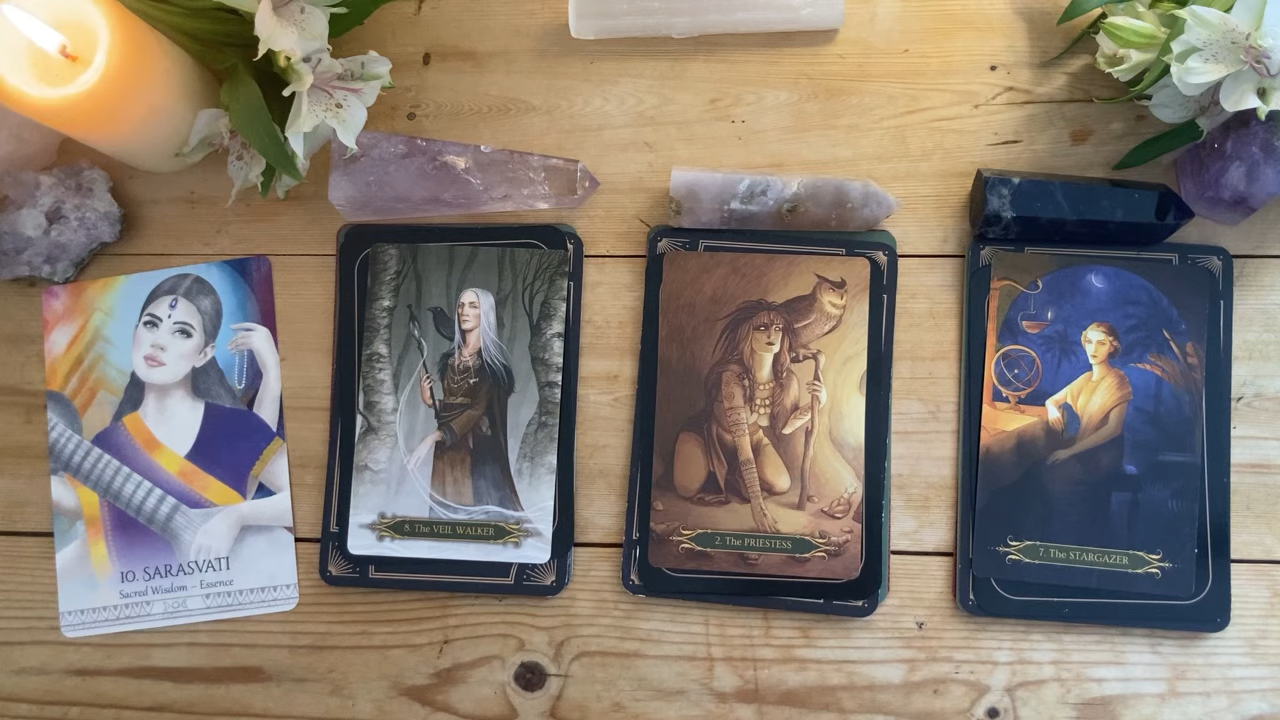 10. SARASVATI
Sacred Wisdom – Essence
8. The VEIL WALKER
2. The PRIESTESS
7. The STARGAZER